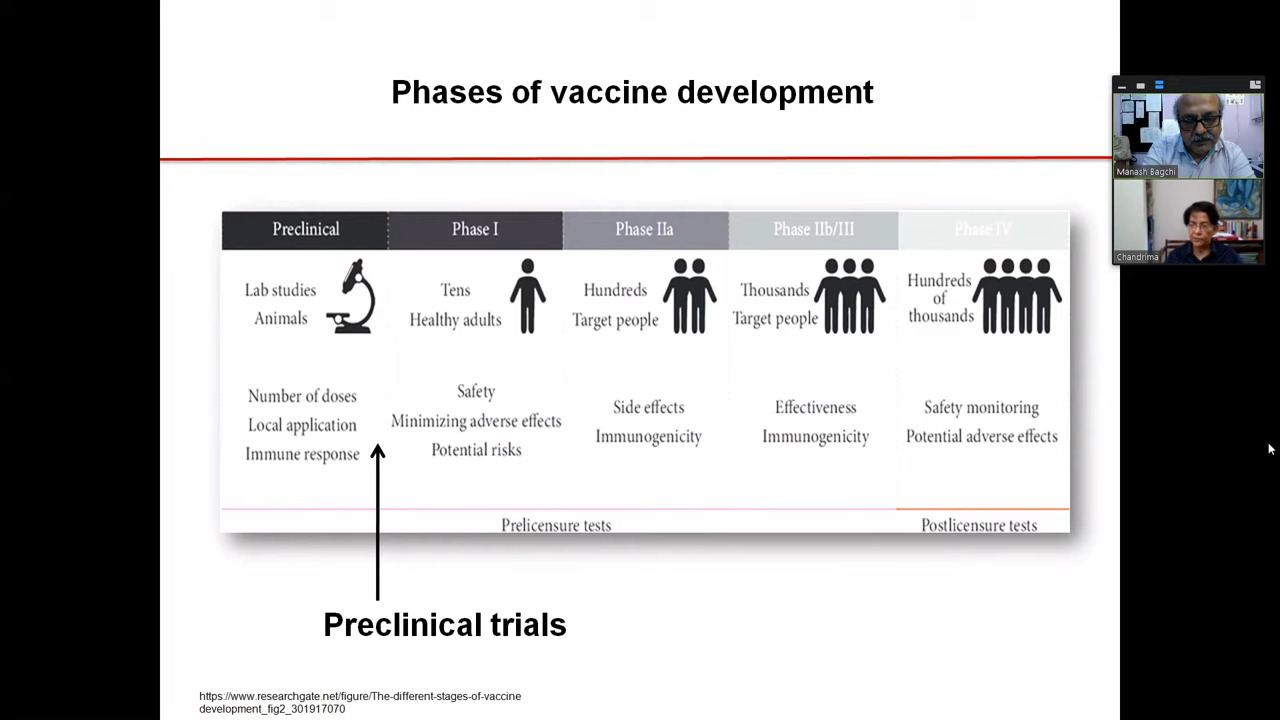 Phases of vaccine development
Preclinical
Phase I
Phase IIa
Phase IIb/III
Phase IV
Lab studies
Animals
Tens
Healthy adults
Hundreds
Target people
Thousands
Target people
Hundreds
of
thousands
Number of doses
Local application
Immune response
Safety
Minimizing adverse effects
Potential risks
Side effects
Immunogenicity
Effectiveness
Immunogenicity
Safety monitoring
Potential adverse effects
Prelicensure tests
Postlicensure tests
Preclinical trials
https://www.researchgate.net/figure/The-different-stages-of-vaccine
development_fig2_301917070
Manash Bagchi
Chandrima